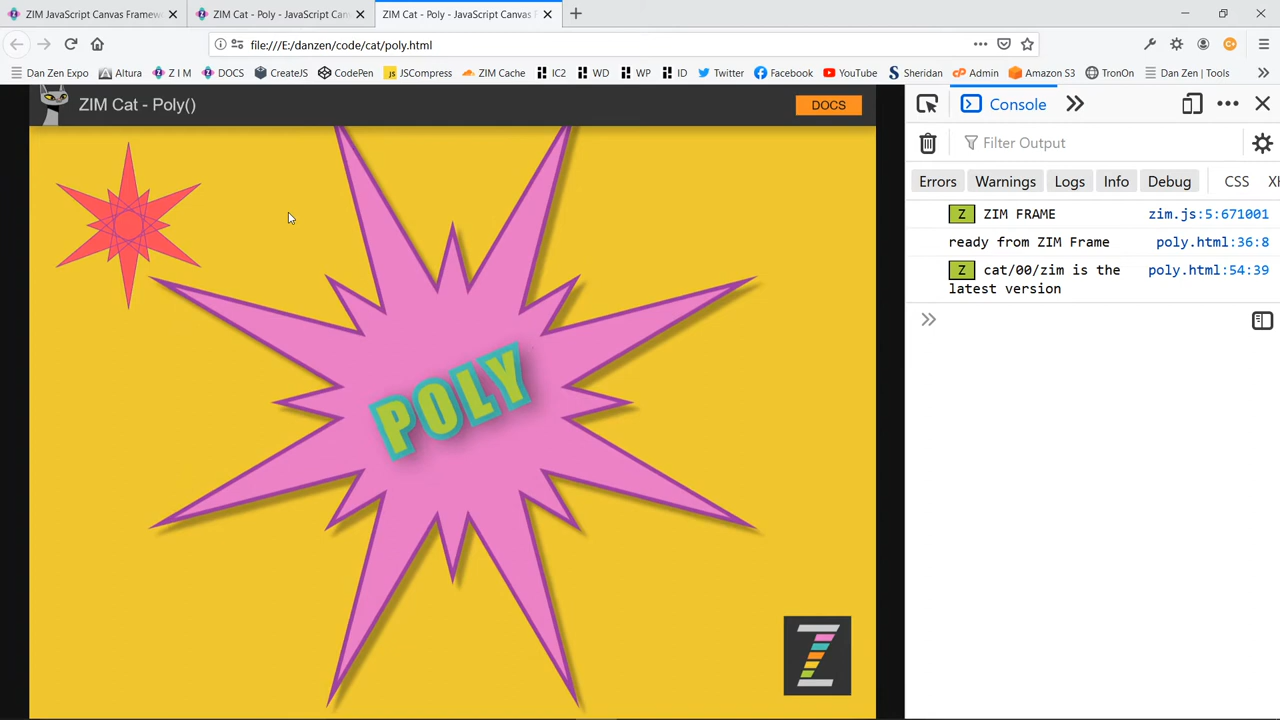 ZIM JavaScript Canvas Framew
ZIM Cat - Poly - JavaScript Canv
ZIM Cat - Poly - JavaScript Canvas F
file:///E:/danzen/code/cat/poly.html
Dan Zen Expo
Altura
Z I M
DOCS
CreateJS
CodePen
JSCompress
ZIM Cache
IC2
WD
WP
ID
Twitter
Facebook
YouTube
Sheridan
Admin
Amazon S3
TronOn
Dan Zen | Tools
ZIM Cat - Poly()
DOCS
Console
Filter Output
Errors
Warnings
Logs
Info
Debug
CSS
Z ZIM FRAME zim.js:5:671001
ready from ZIM Frame poly.html:36:8
Z cat/00/zim is the poly.html:54:39
latest version
POLY